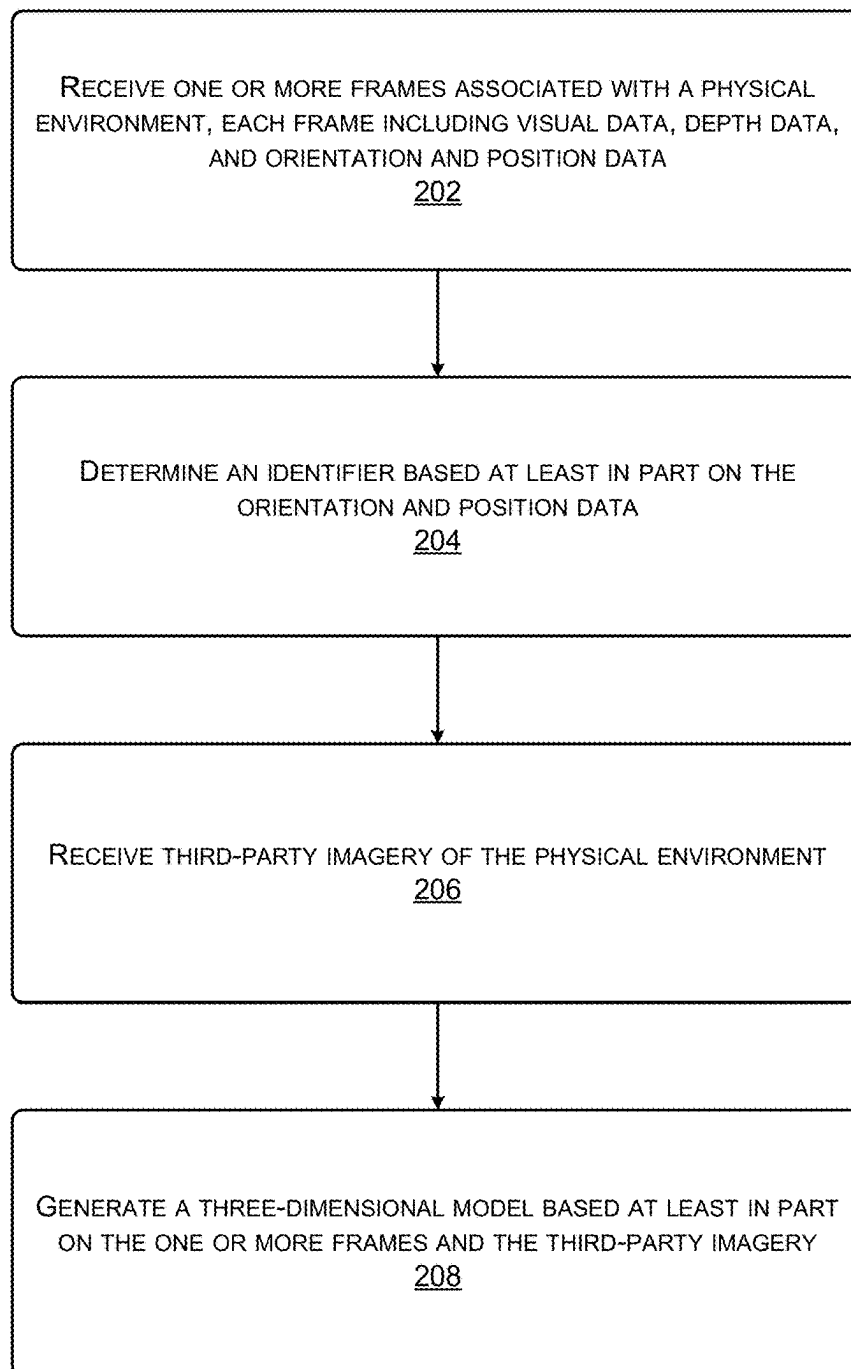 RECEIVE ONE OR MORE FRAMES ASSOCIATED WITH A PHYSICAL
ENVIRONMENT, EACH FRAME INCLUDING VISUAL DATA, DEPTH DATA,
AND ORIENTATION AND POSITION DATA
202
DETERMINE AN IDENTIFIER BASED AT LEAST IN PART ON THE
ORIENTATION AND POSITION DATA
204
RECEIVE THIRD-PARTY IMAGERY OF THE PHYSICAL ENVIRONMENT
206
GENERATE A THREE-DIMENSIONAL MODEL BASED AT LEAST IN PART
ON THE ONE OR MORE FRAMES AND THE THIRD-PARTY IMAGERY
208